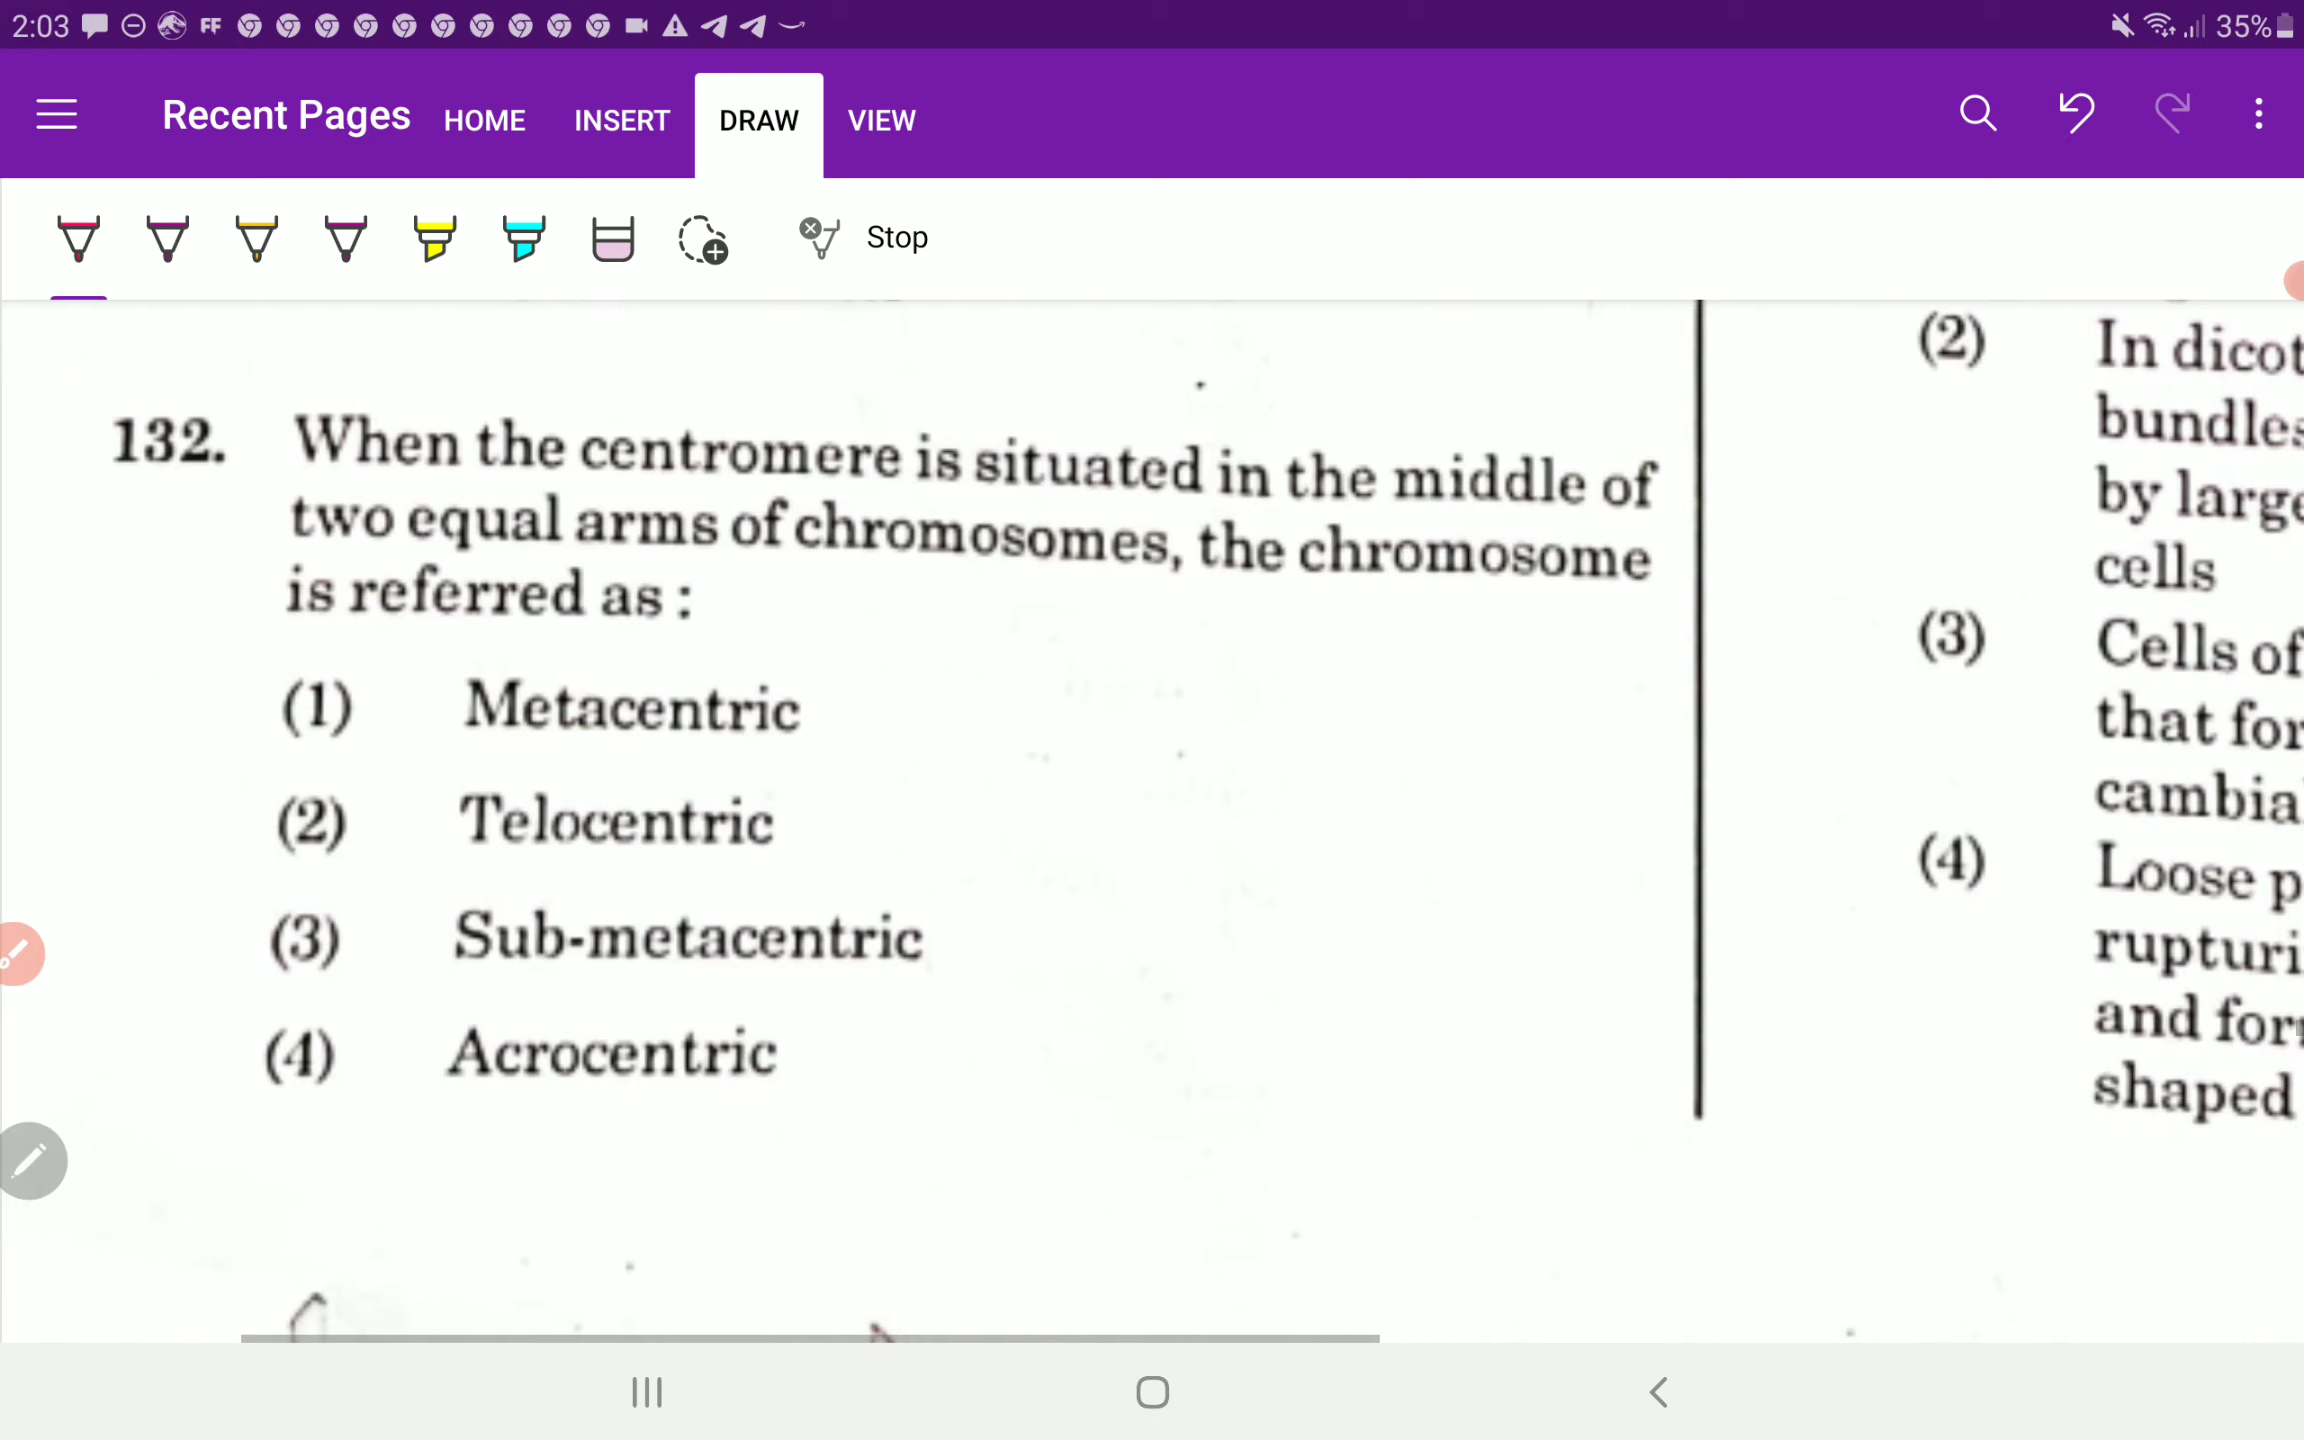 2:03 FF 35%
Recent Pages HOME INSERT DRAW VIEW
Stop
132. When the centromere is situated in the middle of
two equal arms of chromosomes, the chromosome
is referred as :
(1) Metacentric
(2) Telocentric
(3) Sub-metacentric
(4) Acrocentric
(2) In dicot
bundles
by large
cells
(3) Cells of
that for
cambia
(4) Loose p
rupturi
and for
shaped